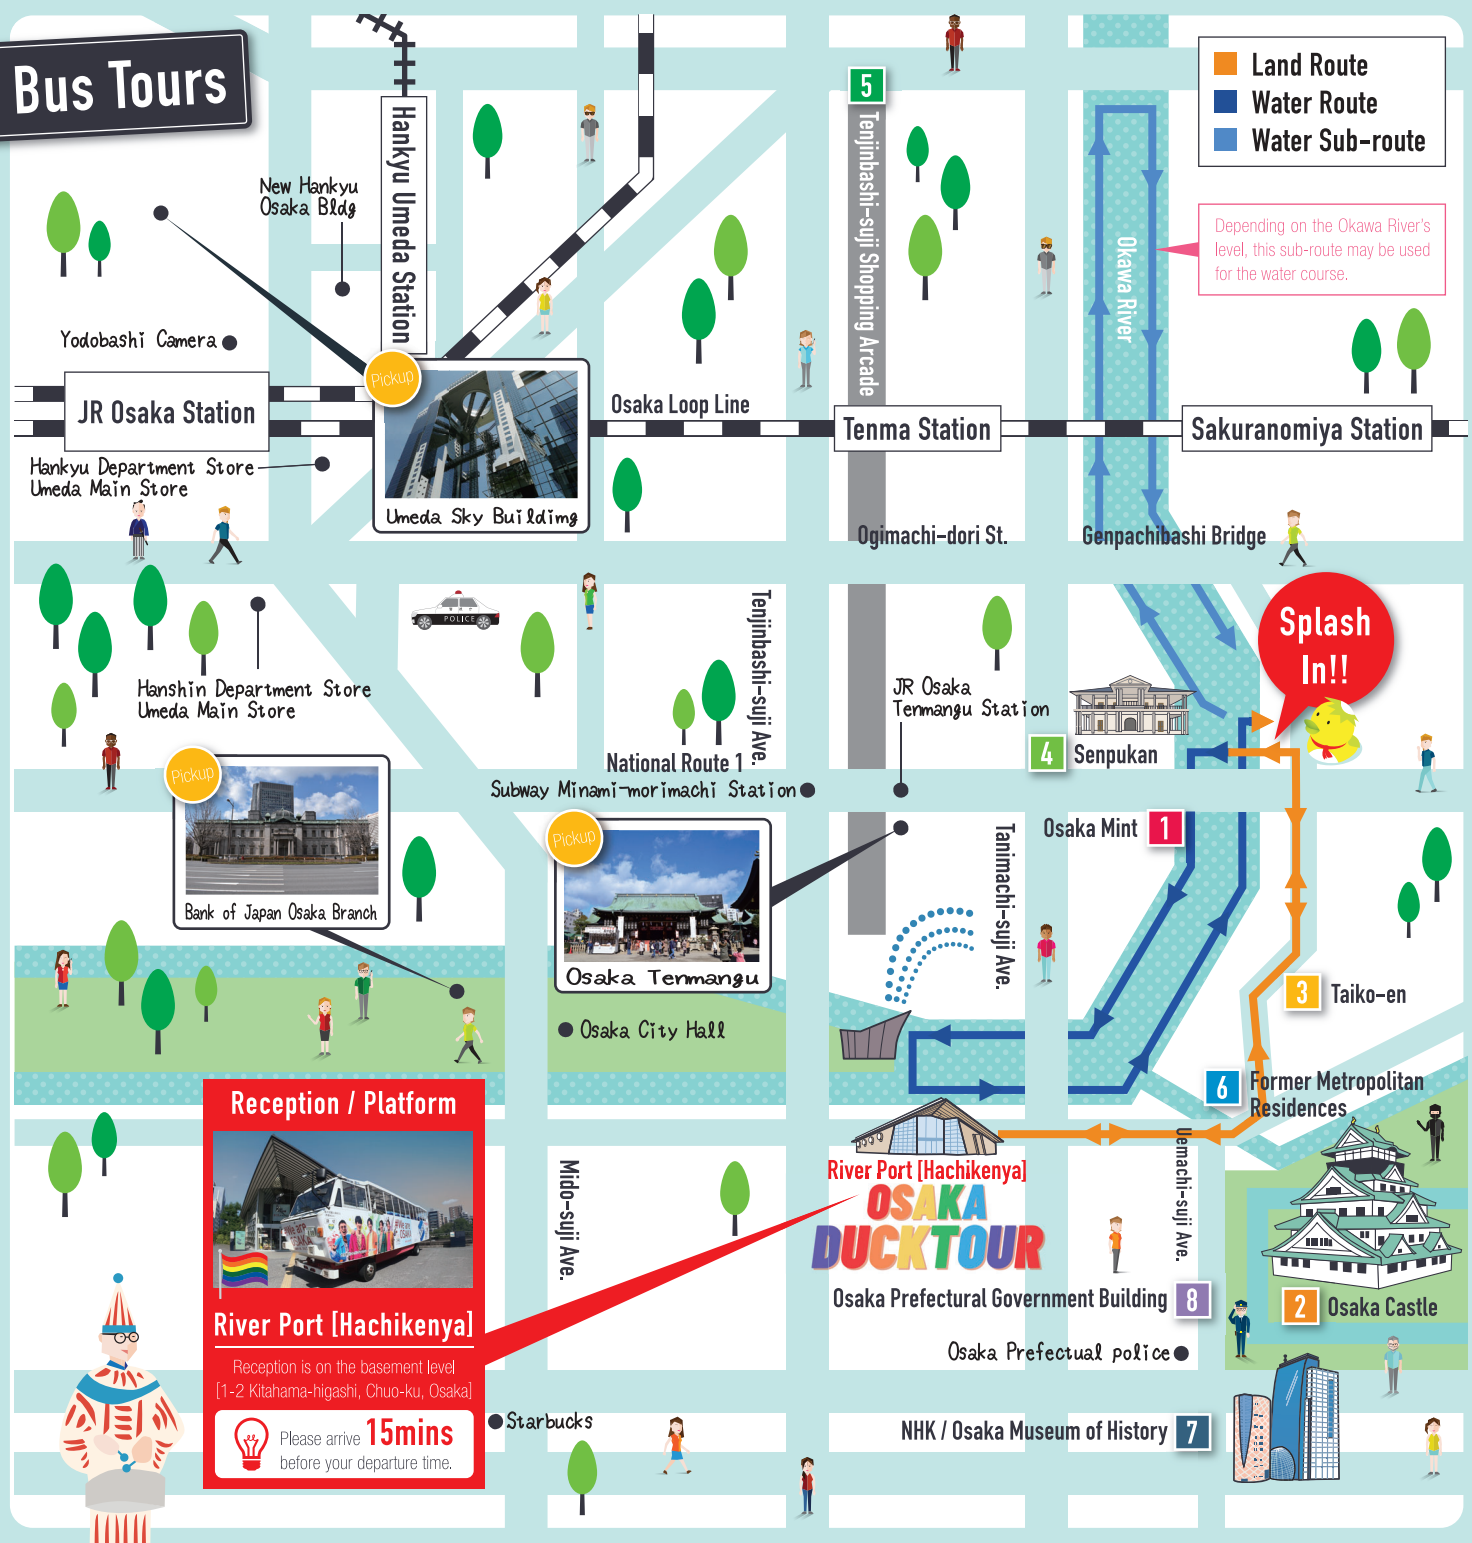 Bus Tours
Land Route
Water Route
Water Sub-route
Depending on the Okawa River's
level, this sub-route may be used
for the water course.
5
Tenjinbashi-suji Shopping Arcade
Hankyu Umeda Station
New Hankyu
Osaka Bldg
Okawa River
Yodobashi Camera
Pickup
JR Osaka Station
Osaka Loop Line
Tenma Station
Sakuranomiya Station
Hankyu Department Store
Umeda Main Store
Umeda Sky Building
Ogimachi-dori St.
Genpachibashi Bridge
Splash
In!!
POLICE
Tenjinbashi-suji Ave.
Hanshin Department Store
Umeda Main Store
JR Osaka
Tenmangu Station
4 Senpukan
National Route 1
Subway Minami-morimachi Station
Pickup
Bank of Japan Osaka Branch
Pickup
Osaka Tenmangu
Osaka Mint 1
Tanimachi-suji Ave.
3 Taiko-en
Osaka City Hall
6 Former Metropolitan
Residences
Reception / Platform
River Port [Hachikenya]
Reception is on the basement level
[1-2 Kitahama-higashi, Chuo-ku, Osaka]
Please arrive 15mins
before your departure time.
Mido-suji Ave.
River Port [Hachikenya]
OSAKA
DUCKTOUR
Uemachi-suji Ave.
Osaka Prefectural Government Building 8
2 Osaka Castle
Osaka Prefectual police
Starbucks
NHK / Osaka Museum of History 7